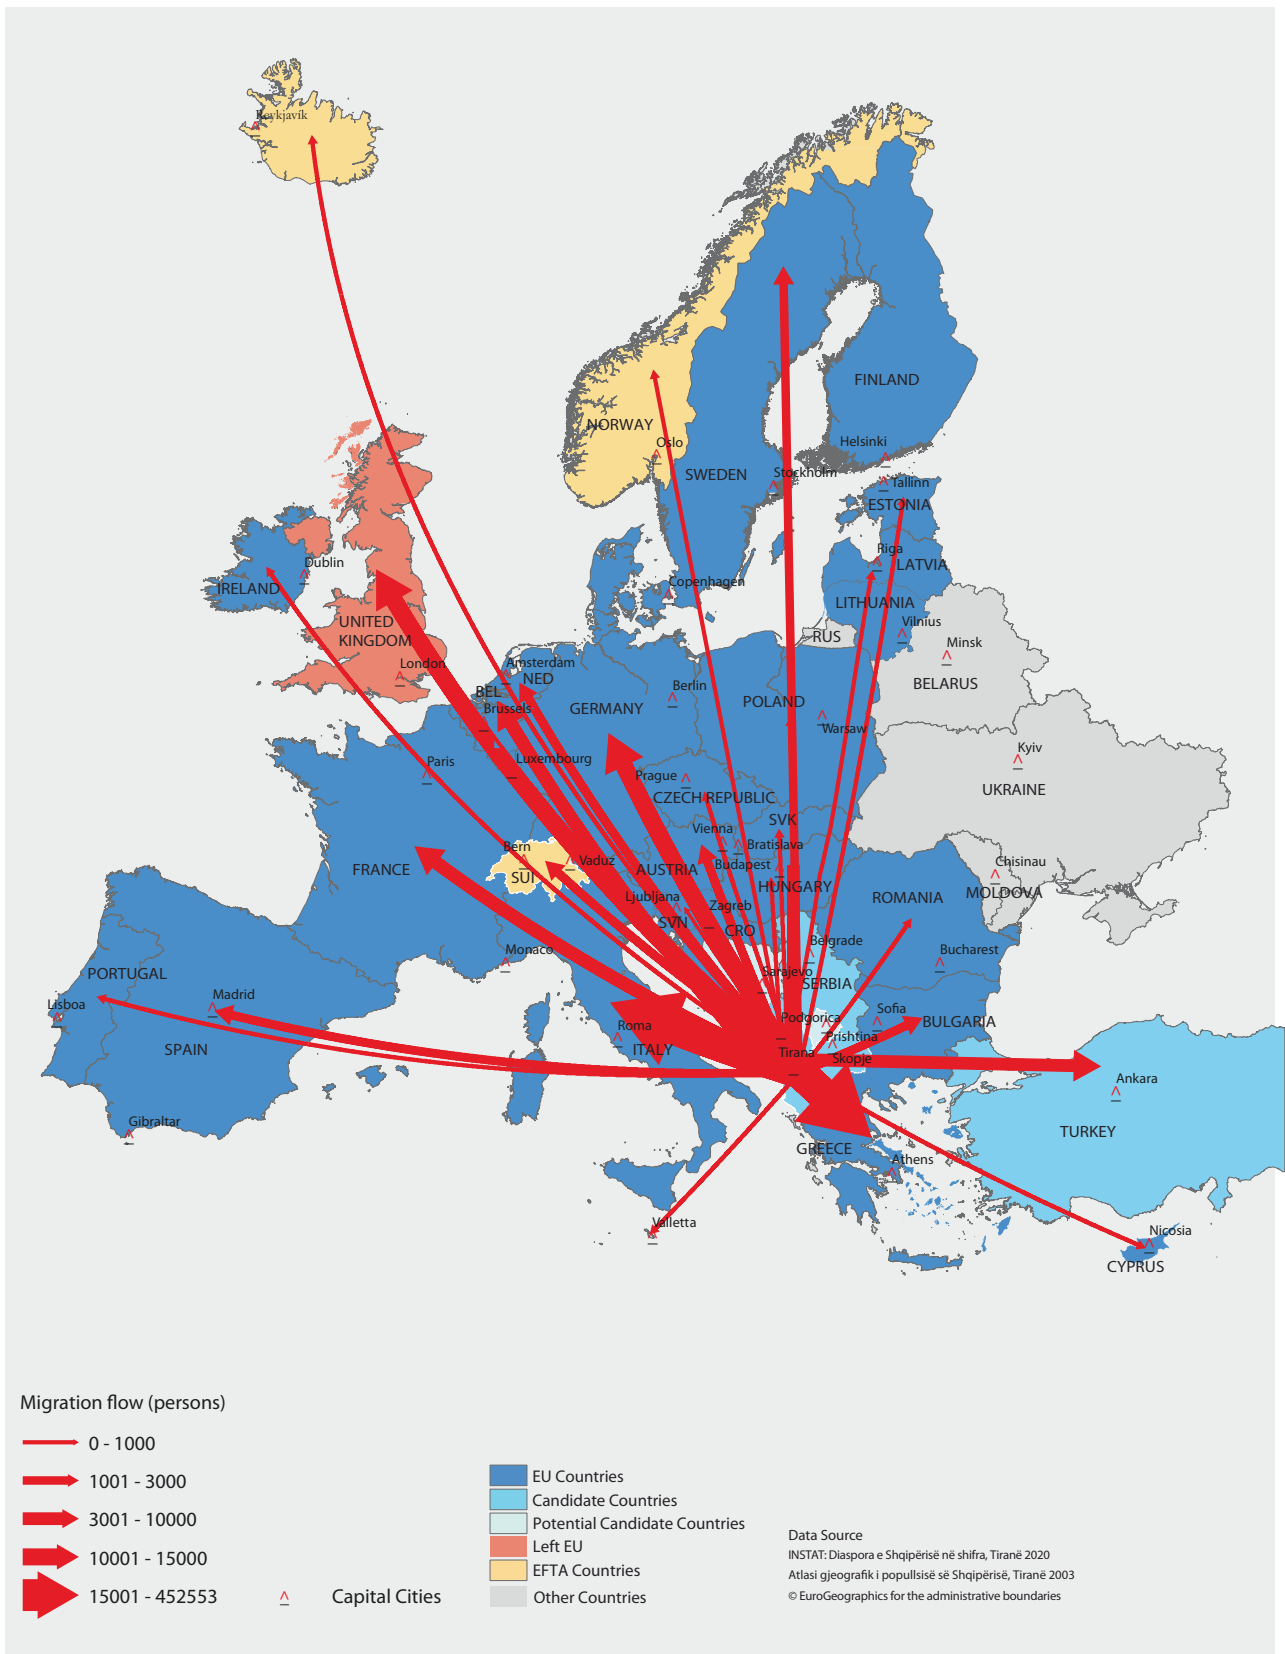 Reykjavík
FINLAND
NORWAY
Oslo
Helsinki
SWEDEN
Stockholm
Tallinn
ESTONIA
Riga
LATVIA
Dublin
IRELAND
Copenhagen
LITHUANIA
Vilnius
UNITED
KINGDOM
RUS
Minsk
BELARUS
London
Amsterdam
NED
BEL
Brussels
Berlin
GERMANY
POLAND
Warsaw
Kyiv
UKRAINE
Paris
Luxembourg
Prague
CZECH REPUBLIC
SVK
Vienna
Bratislava
Bern
Vaduz
SUI
FRANCE
AUSTRIA
Budapest
HUNGARY
Chisinau
MOLDOVA
ROMANIA
Ljubljana
Zagreb
SVN
CRO
Monaco
Belgrade
Bucharest
Sarajevo
SERBIA
PORTUGAL
Lisboa
Madrid
SPAIN
Roma
ITALY
Podgorica
Sofia
BULGARIA
Prishtina
Tirana
Skopje
Ankara
TURKEY
Gibraltar
GREECE
Athens
Valletta
Nicosia
CYPRUS
Migration flow (persons)
0 - 1000
1001 - 3000
3001 - 10000
10001 - 15000
15001 - 452553
Capital Cities
EU Countries
Candidate Countries
Potential Candidate Countries
Left EU
EFTA Countries
Other Countries
Data Source
INSTAT: Diaspora e Shqipërisë në shifra, Tiranë 2020
Atlasi gjeografik i popullsisë së Shqipërisë, Tiranë 2003
© EuroGeographics for the administrative boundaries